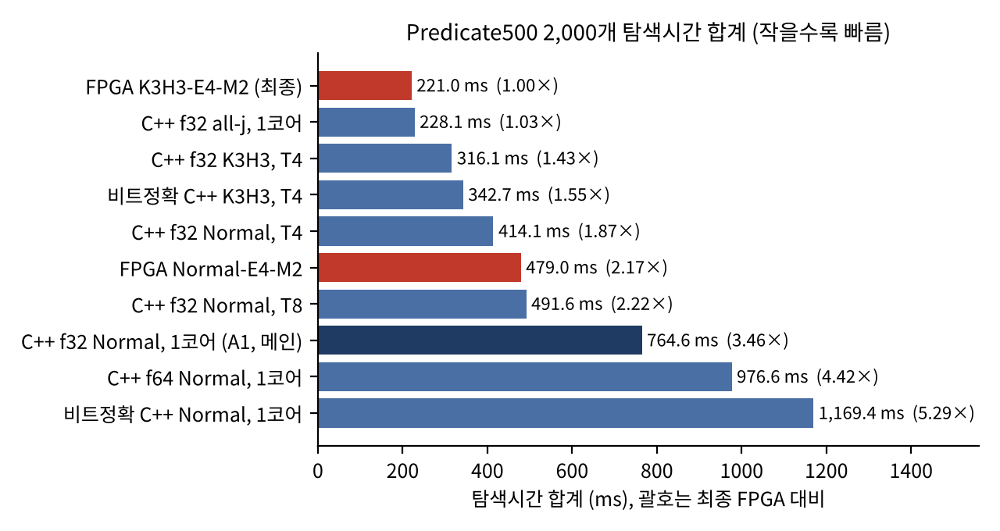 Predicate500 2,000개 탐색시간 합계 (작을수록 빠름)
FPGA K3H3-E4-M2 (최종) 221.0 ms (1.00×)
C++ f32 all-j, 1코어 228.1 ms (1.03×)
C++ f32 K3H3, T4 316.1 ms (1.43×)
비트정확 C++ K3H3, T4 342.7 ms (1.55×)
C++ f32 Normal, T4 414.1 ms (1.87×)
FPGA Normal-E4-M2 479.0 ms (2.17×)
C++ f32 Normal, T8 491.6 ms (2.22×)
C++ f32 Normal, 1코어 (A1, 메인) 764.6 ms (3.46×)
C++ f64 Normal, 1코어 976.6 ms (4.42×)
비트정확 C++ Normal, 1코어 1,169.4 ms (5.29×)
0 200 400 600 800 1000 1200 1400
탐색시간 합계 (ms), 괄호는 최종 FPGA 대비